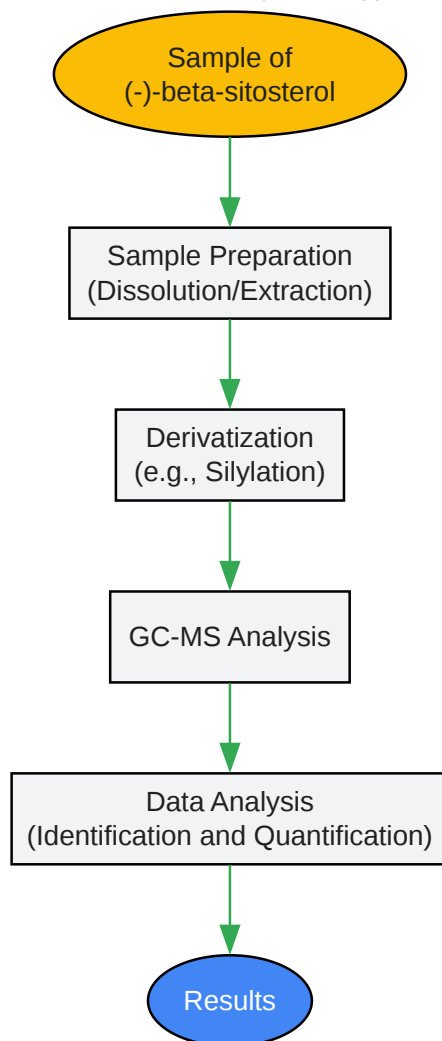 Sample of
(-)-beta-sitosterol
Sample Preparation
(Dissolution/Extraction)
Derivatization
(e.g., Silylation)
GC-MS Analysis
Data Analysis
(Identification and Quantification)
Results